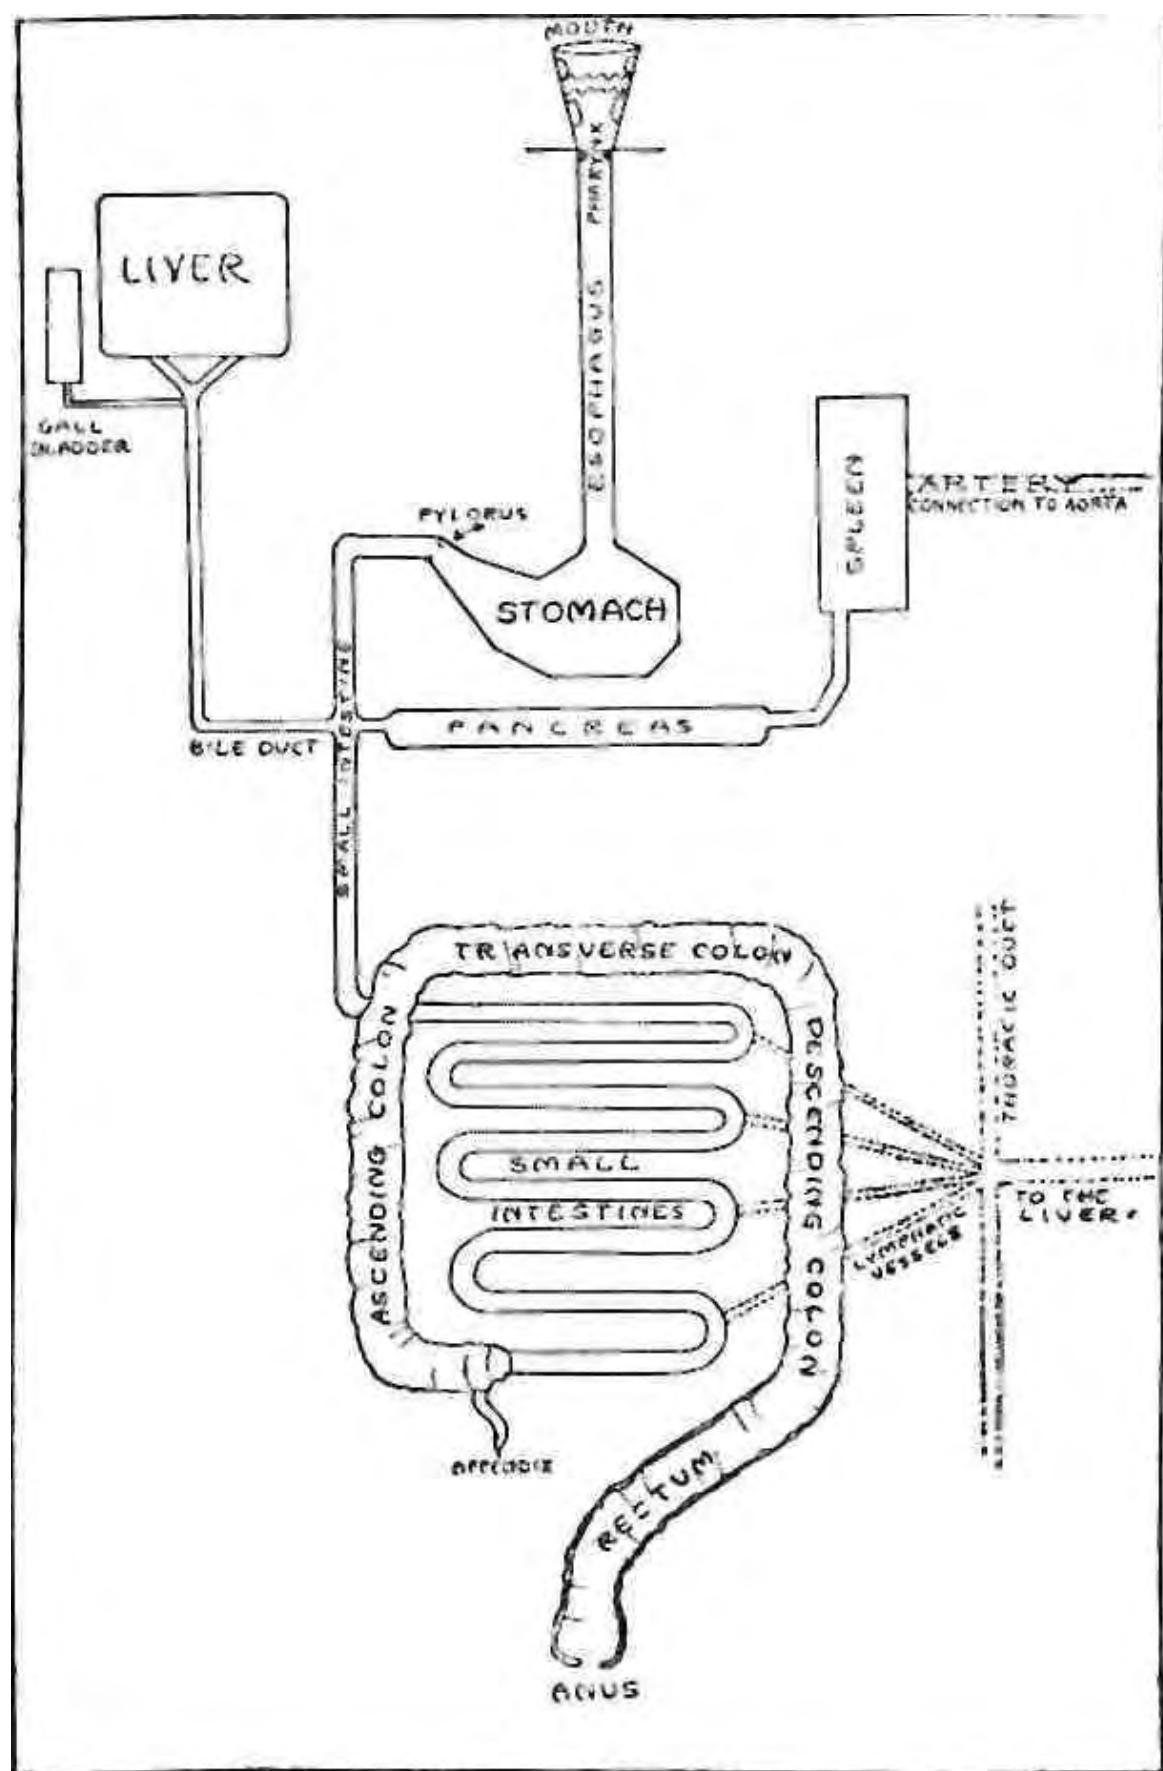 MOUTH
PHARYNX
LIVER
ESOPHAGUS
GALL
BLADDER
SPLEEN
ARTERY
CONNECTION TO AORTA
PYLORUS
STOMACH
SMALL INTESTINE
PANCREAS
BILE DUCT
TRANSVERSE COLON
THORACIC DUCT
ASCENDING COLON
DESCENDING COLON
SMALL
INTESTINES
TO THE
LIVER.
LYMPHATIC
VESSELS
APPENDIX
RECTUM
ANUS